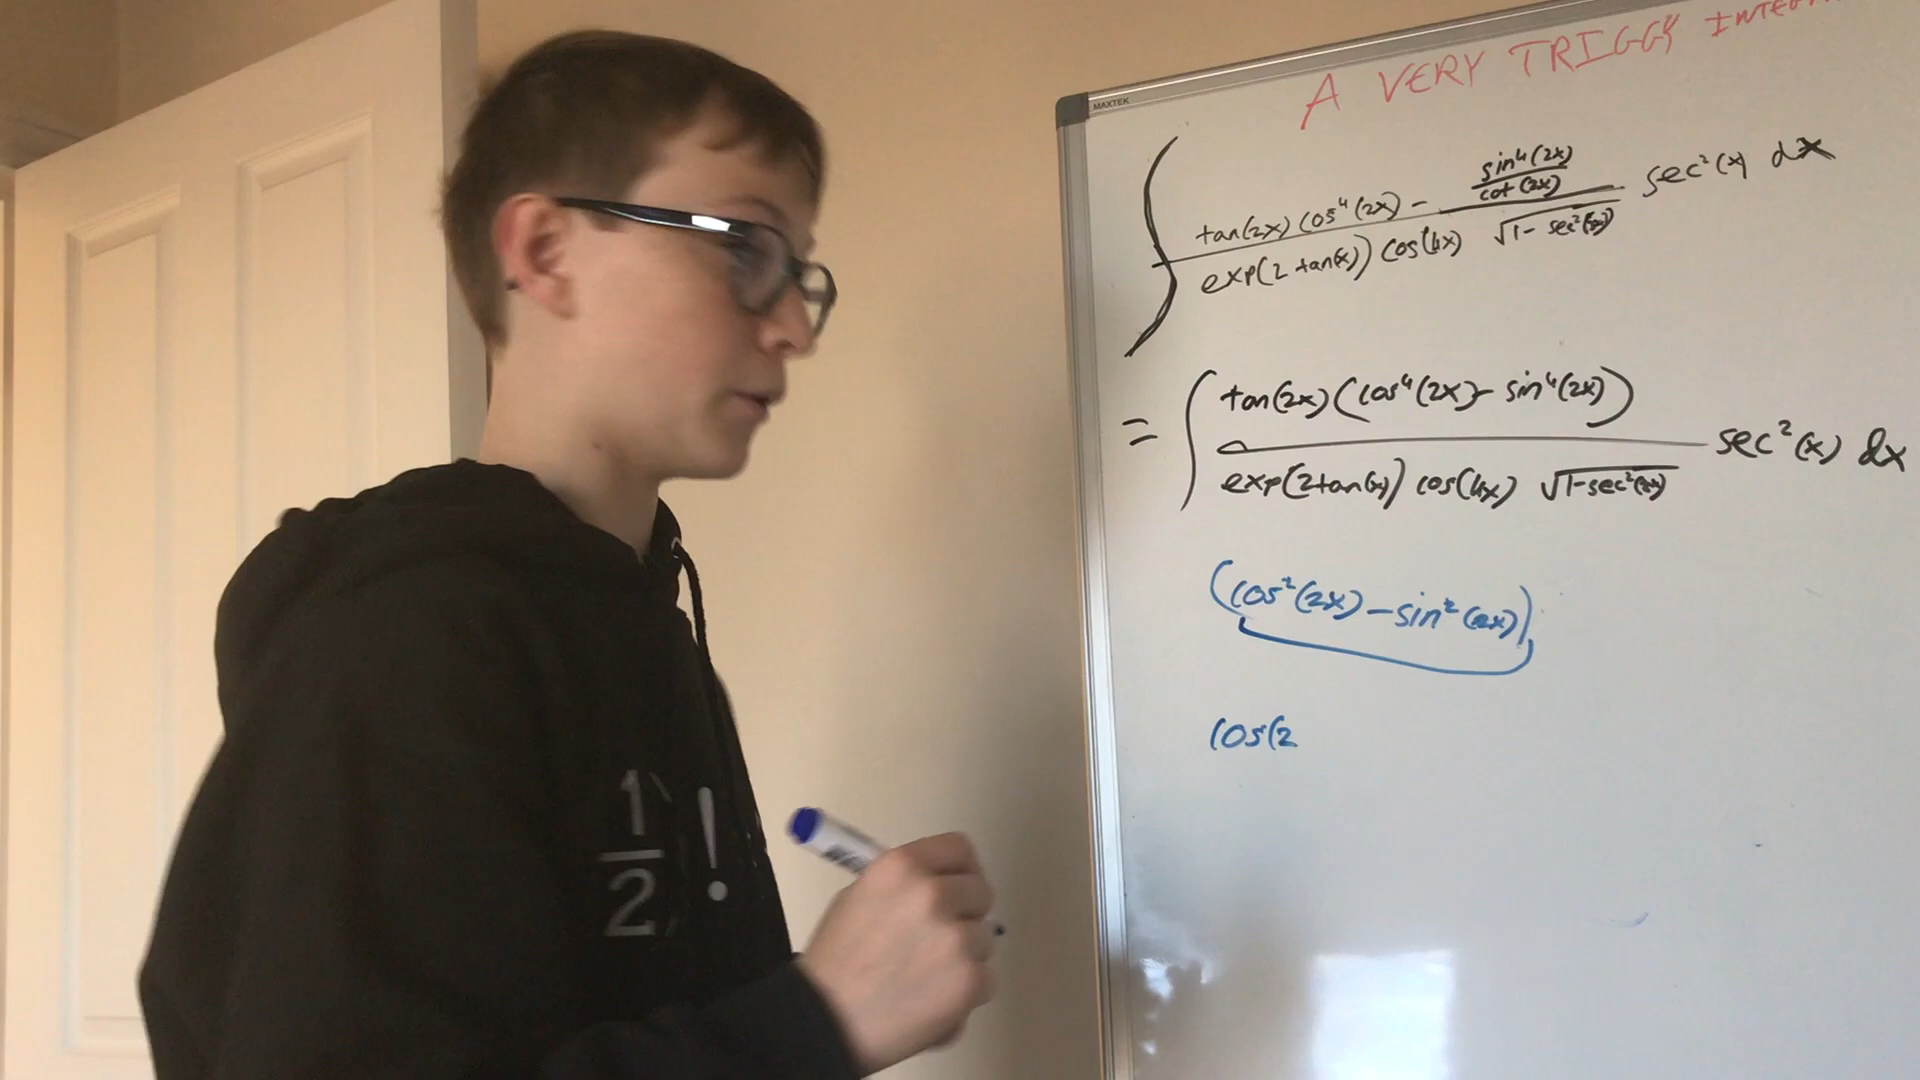 A VERY TRIGGY
MAXTEK
∫ (tan(2x) cos⁴(2x) - (sin⁴(2x)/cot(2x))) / (exp(2 tan(x)) cos(4x) √(1 - sec²(2x))) sec²(x) dx
= ∫ (tan(2x)(cos⁴(2x) - sin⁴(2x))) / (exp(2tan(x)) cos(4x) √(1-sec²(2x))) sec²(x) dx
(cos²(2x) - sin²(2x))
cos(2
1/2)!